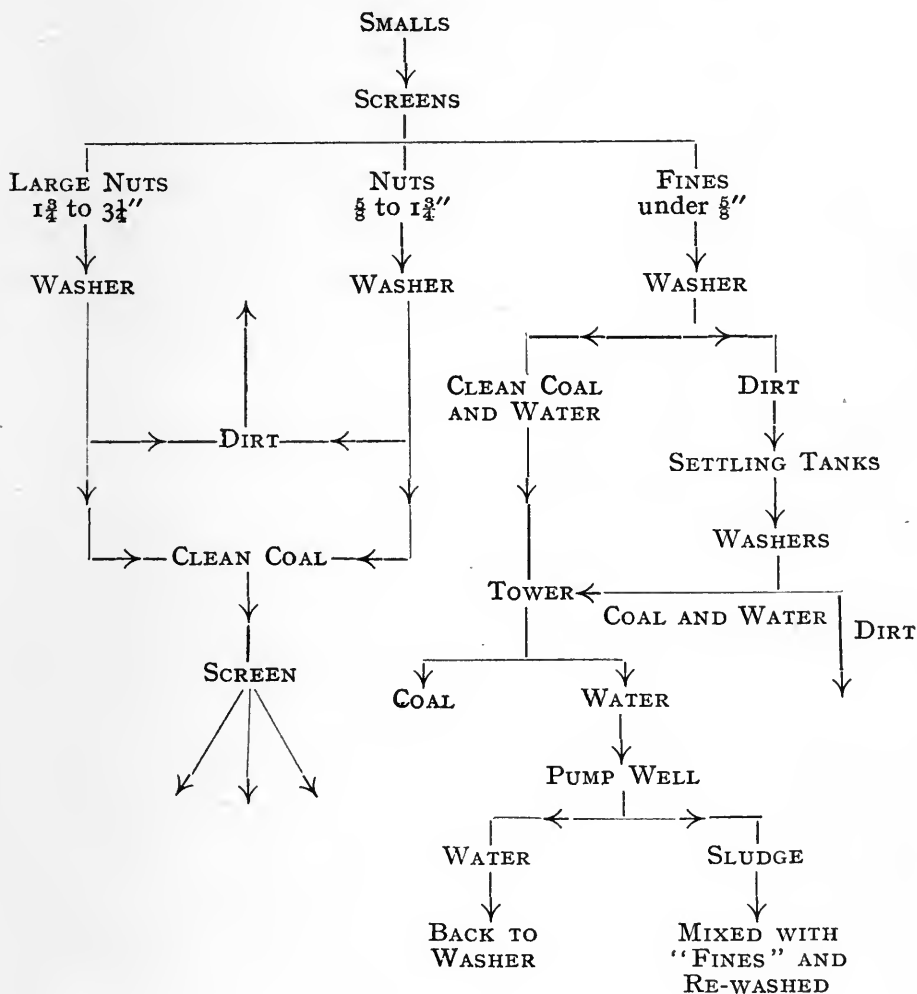 SMALLS
SCREENS
LARGE NUTS
1¾ to 3¼″
NUTS
⅝ to 1¾″
FINES
under ⅝″
WASHER
WASHER
WASHER
CLEAN COAL
AND WATER
DIRT
DIRT
SETTLING TANKS
WASHERS
CLEAN COAL
TOWER
COAL AND WATER
DIRT
SCREEN
COAL
WATER
PUMP WELL
WATER
SLUDGE
BACK TO
WASHER
MIXED WITH
“FINES” AND
RE-WASHED